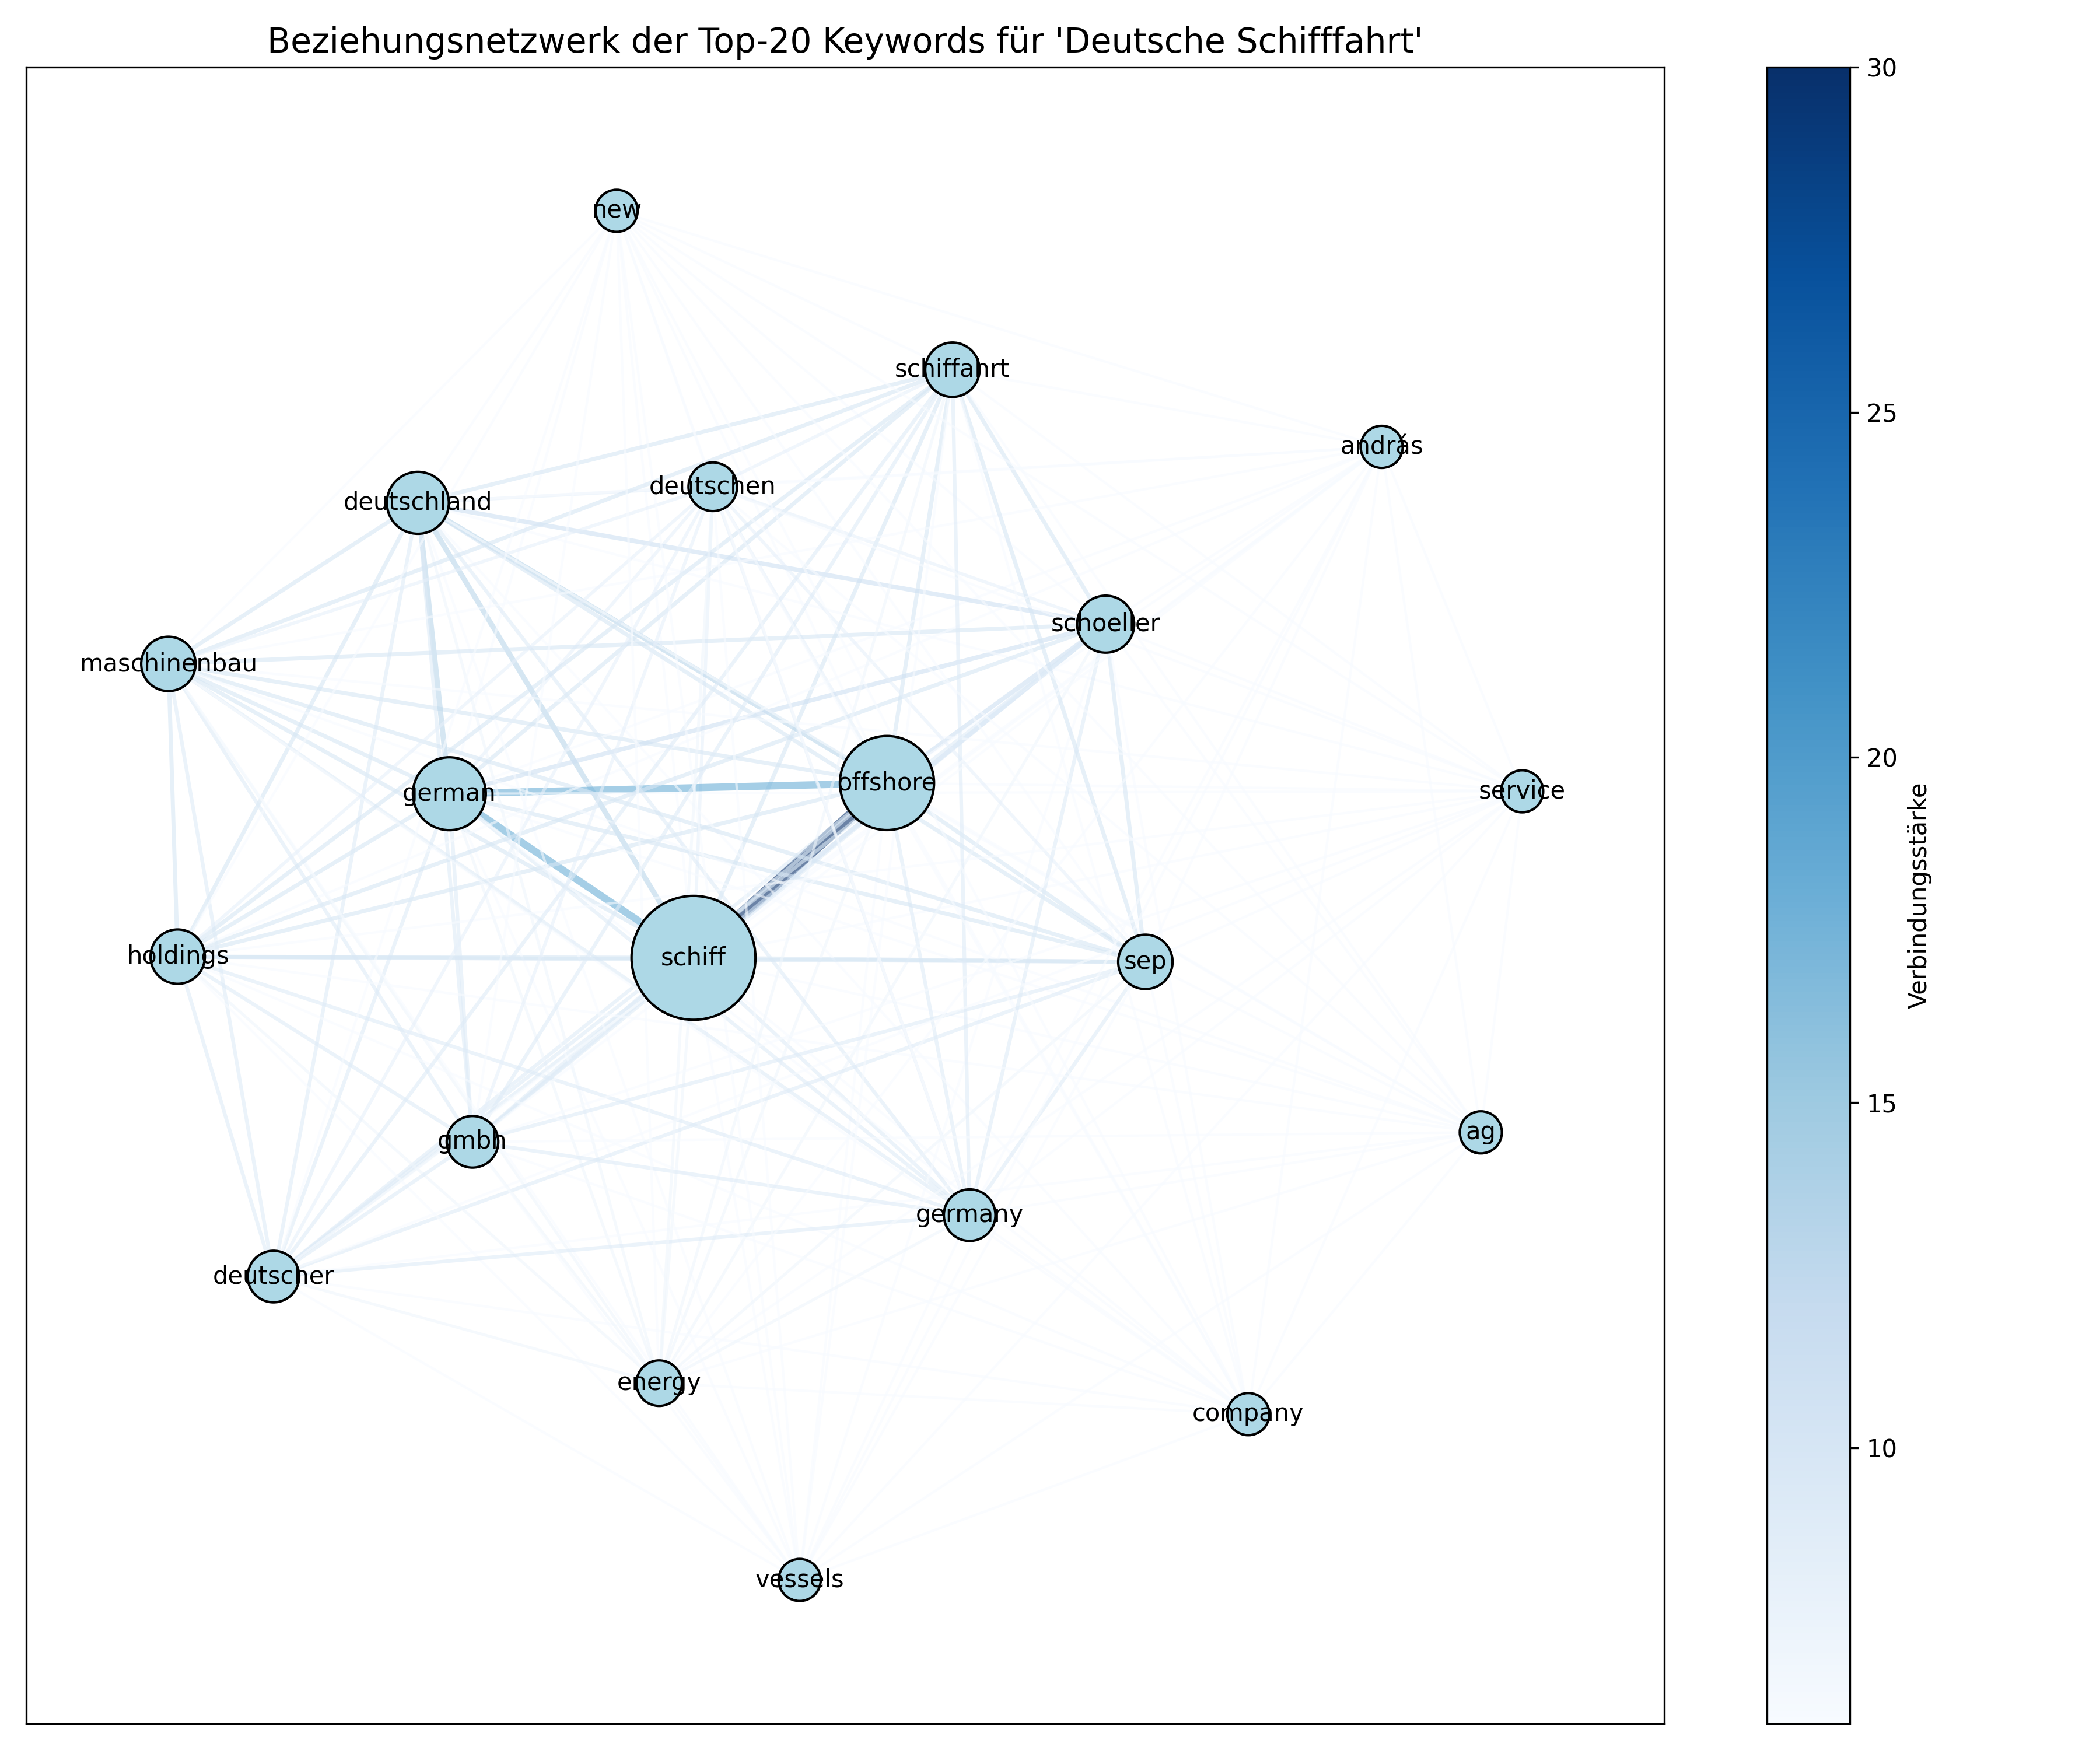 Beziehungsnetzwerk der Top-20 Keywords für 'Deutsche Schifffahrt'
new
schiffahrt
andrás
deutschen
deutschland
schoeller
maschinenbau
offshore
service
german
holdings
schiff
sep
ag
gmbh
germany
deutscher
energy
company
vessels
30
25
20
15
10
Verbindungsstärke